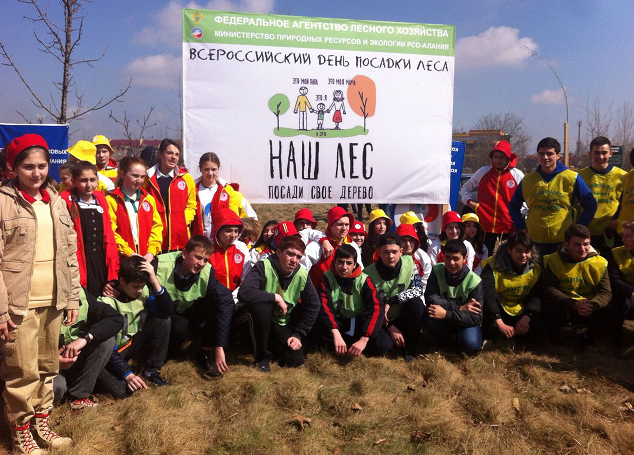 ФЕДЕРАЛЬНОЕ АГЕНТСТВО ЛЕСНОГО ХОЗЯЙСТВА
МИНИСТЕРСТВО ПРИРОДНЫХ РЕСУРСОВ И ЭКОЛОГИИ РСО-АЛАНИЯ
ВСЕРОССИЙСКИЙ ДЕНЬ ПОСАДКИ ЛЕСА
ЭТО МОЙ ПАПА ЭТО МОЯ МАМА
ЭТО Я
НАШ ЛЕС
ПОСАДИ СВОЕ ДЕРЕВО